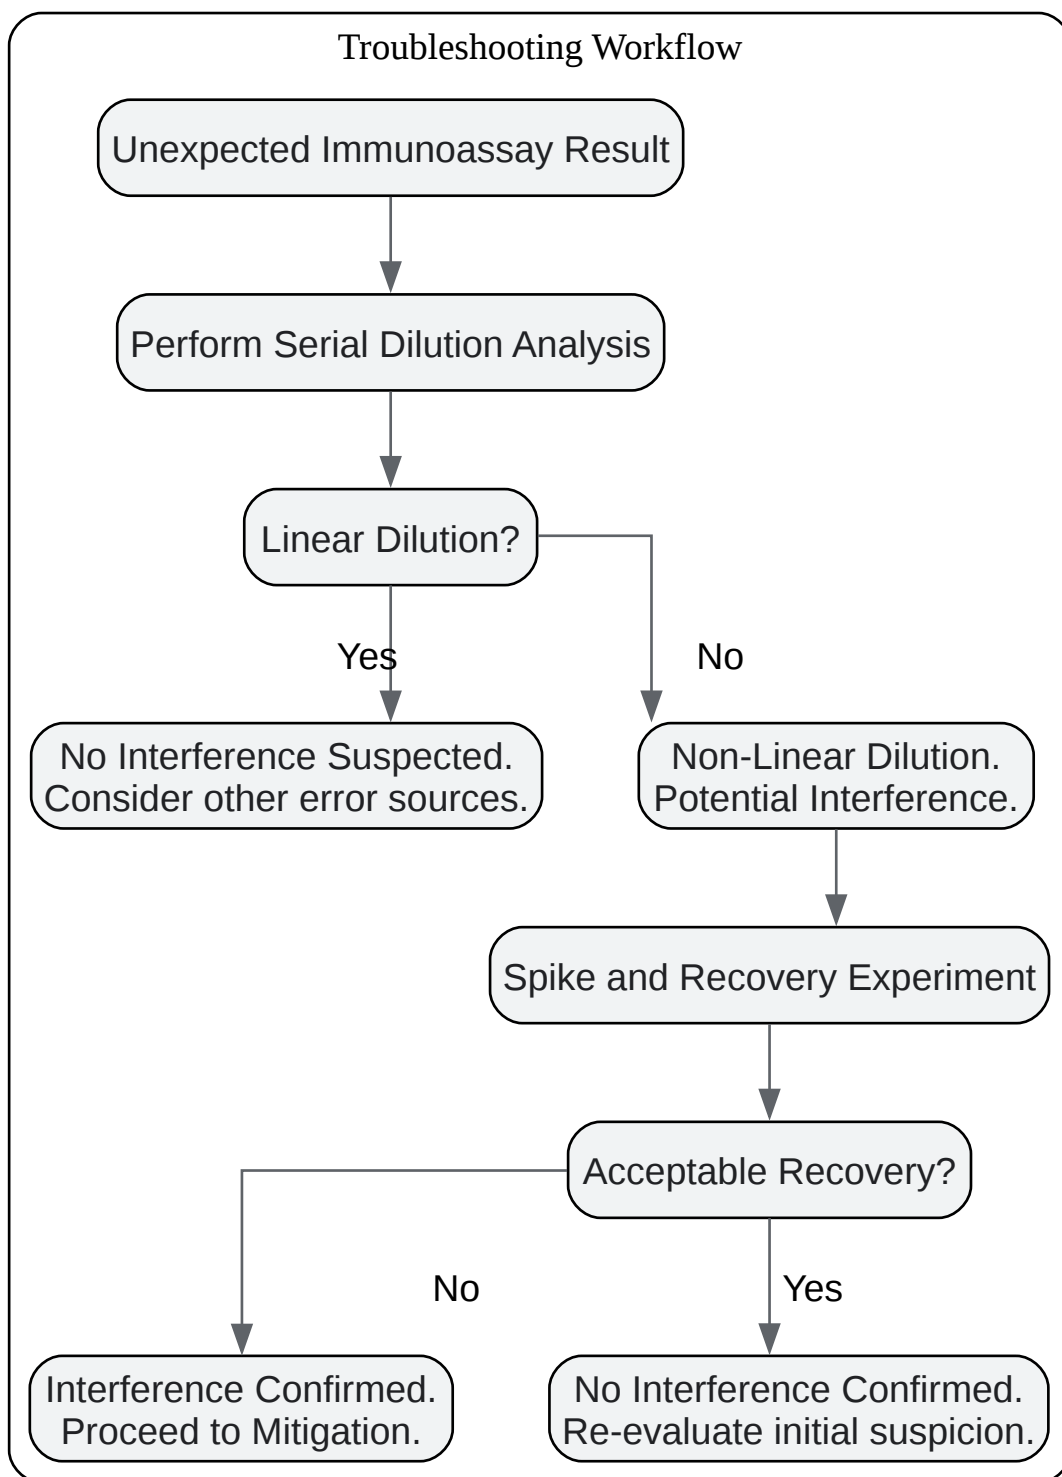 Troubleshooting Workflow
Unexpected Immunoassay Result
Perform Serial Dilution Analysis
Linear Dilution?
Yes
No
No Interference Suspected.
Consider other error sources.
Non-Linear Dilution.
Potential Interference.
Spike and Recovery Experiment
Acceptable Recovery?
No
Yes
Interference Confirmed.
Proceed to Mitigation.
No Interference Confirmed.
Re-evaluate initial suspicion.